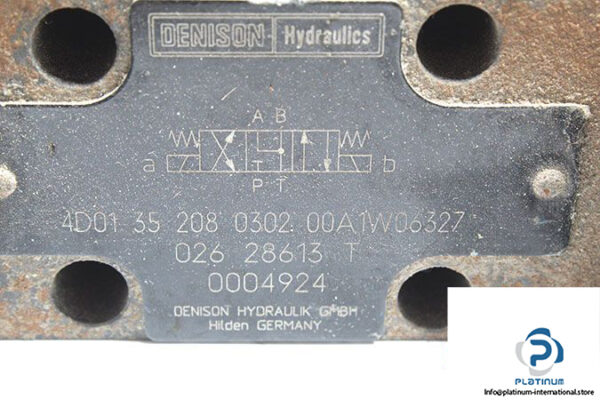 DENISON Hydraulics
A B
a b
T
P T
4D01 35 208 0302 00A1W06327
026 28613 T
0004924
DENISON HYDRAULIK GMBH
Hilden GERMANY
PLATINUM
Info@platinum-international.store